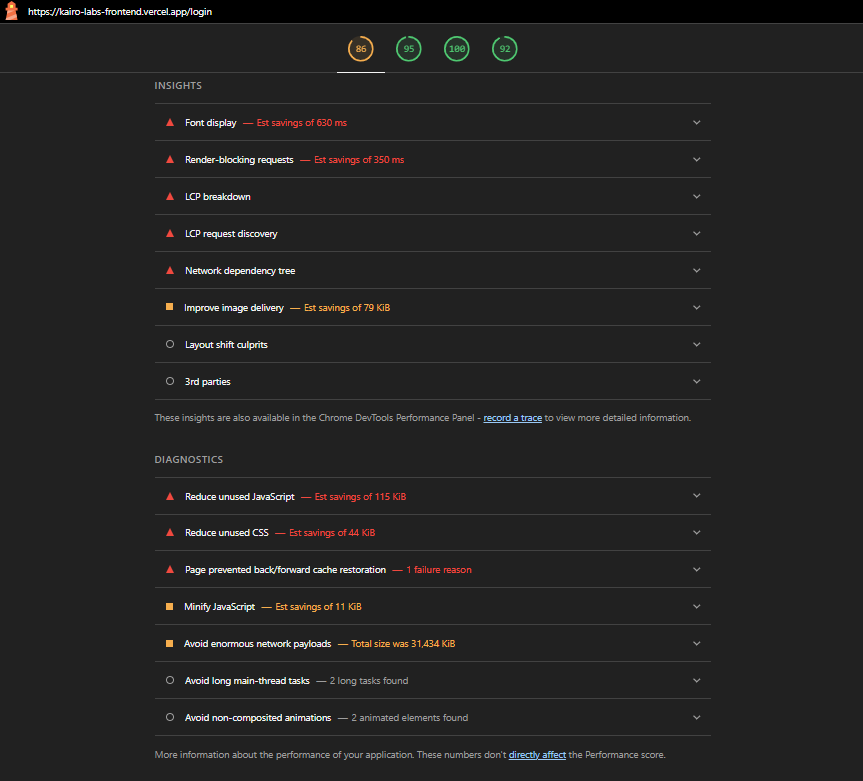 https://kairo-labs-frontend.vercel.app/login
86 95 100 92
INSIGHTS
Font display — Est savings of 630 ms
Render-blocking requests — Est savings of 350 ms
LCP breakdown
LCP request discovery
Network dependency tree
Improve image delivery — Est savings of 79 KiB
Layout shift culprits
3rd parties
These insights are also available in the Chrome DevTools Performance Panel - record a trace to view more detailed information.
DIAGNOSTICS
Reduce unused JavaScript — Est savings of 115 KiB
Reduce unused CSS — Est savings of 44 KiB
Page prevented back/forward cache restoration — 1 failure reason
Minify JavaScript — Est savings of 11 KiB
Avoid enormous network payloads — Total size was 31,434 KiB
Avoid long main-thread tasks — 2 long tasks found
Avoid non-composited animations — 2 animated elements found
More information about the performance of your application. These numbers don't directly affect the Performance score.